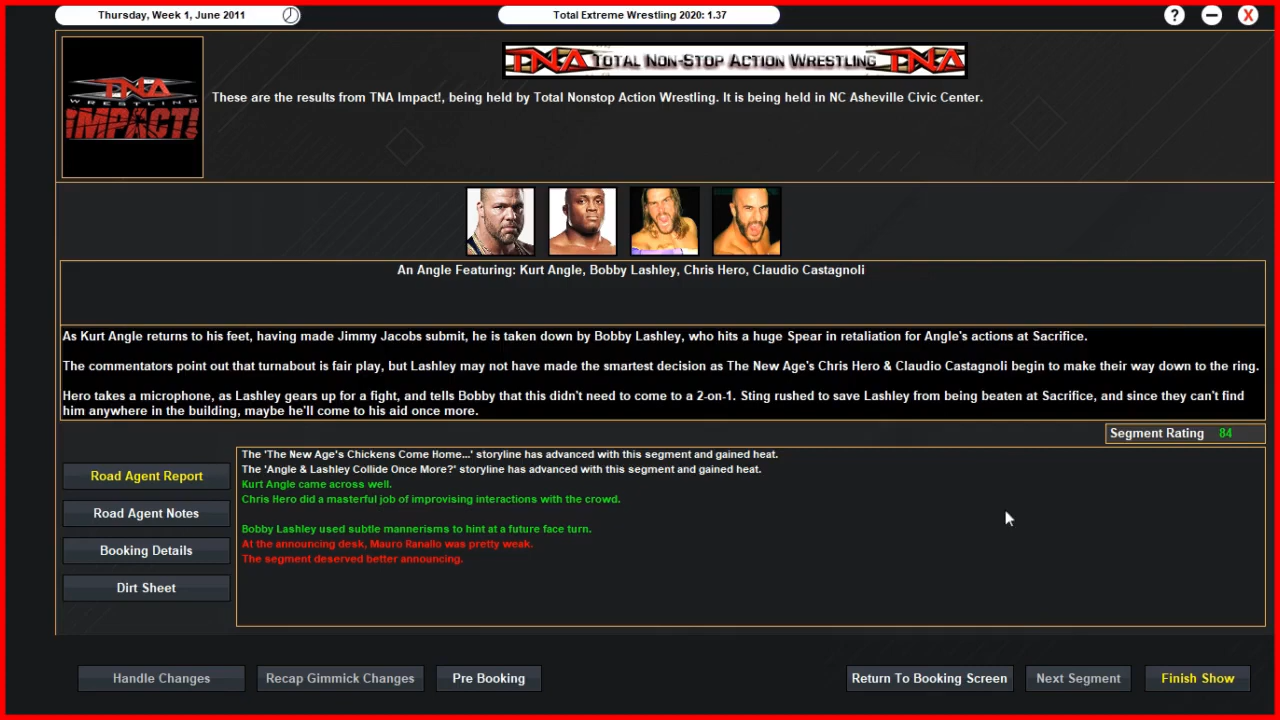 Thursday, Week 1, June 2011
Total Extreme Wrestling 2020: 1.37
?
X
TNA TOTAL NON-STOP ACTION WRESTLING TNA
TNA
WRESTLING
iMPACT!
These are the results from TNA Impact!, being held by Total Nonstop Action Wrestling. It is being held in NC Asheville Civic Center.
An Angle Featuring: Kurt Angle, Bobby Lashley, Chris Hero, Claudio Castagnoli
As Kurt Angle returns to his feet, having made Jimmy Jacobs submit, he is taken down by Bobby Lashley, who hits a huge Spear in retaliation for Angle's actions at Sacrifice.
The commentators point out that turnabout is fair play, but Lashley may not have made the smartest decision as The New Age's Chris Hero & Claudio Castagnoli begin to make their way down to the ring.
Hero takes a microphone, as Lashley gears up for a fight, and tells Bobby that this didn't need to come to a 2-on-1. Sting rushed to save Lashley from being beaten at Sacrifice, and since they can't find
him anywhere in the building, maybe he'll come to his aid once more.
Segment Rating 84
The 'The New Age's Chickens Come Home...' storyline has advanced with this segment and gained heat.
The 'Angle & Lashley Collide Once More?' storyline has advanced with this segment and gained heat.
Kurt Angle came across well.
Chris Hero did a masterful job of improvising interactions with the crowd.
Bobby Lashley used subtle mannerisms to hint at a future face turn.
At the announcing desk, Mauro Ranallo was pretty weak.
The segment deserved better announcing.
Road Agent Report
Road Agent Notes
Booking Details
Dirt Sheet
Handle Changes
Recap Gimmick Changes
Pre Booking
Return To Booking Screen
Next Segment
Finish Show